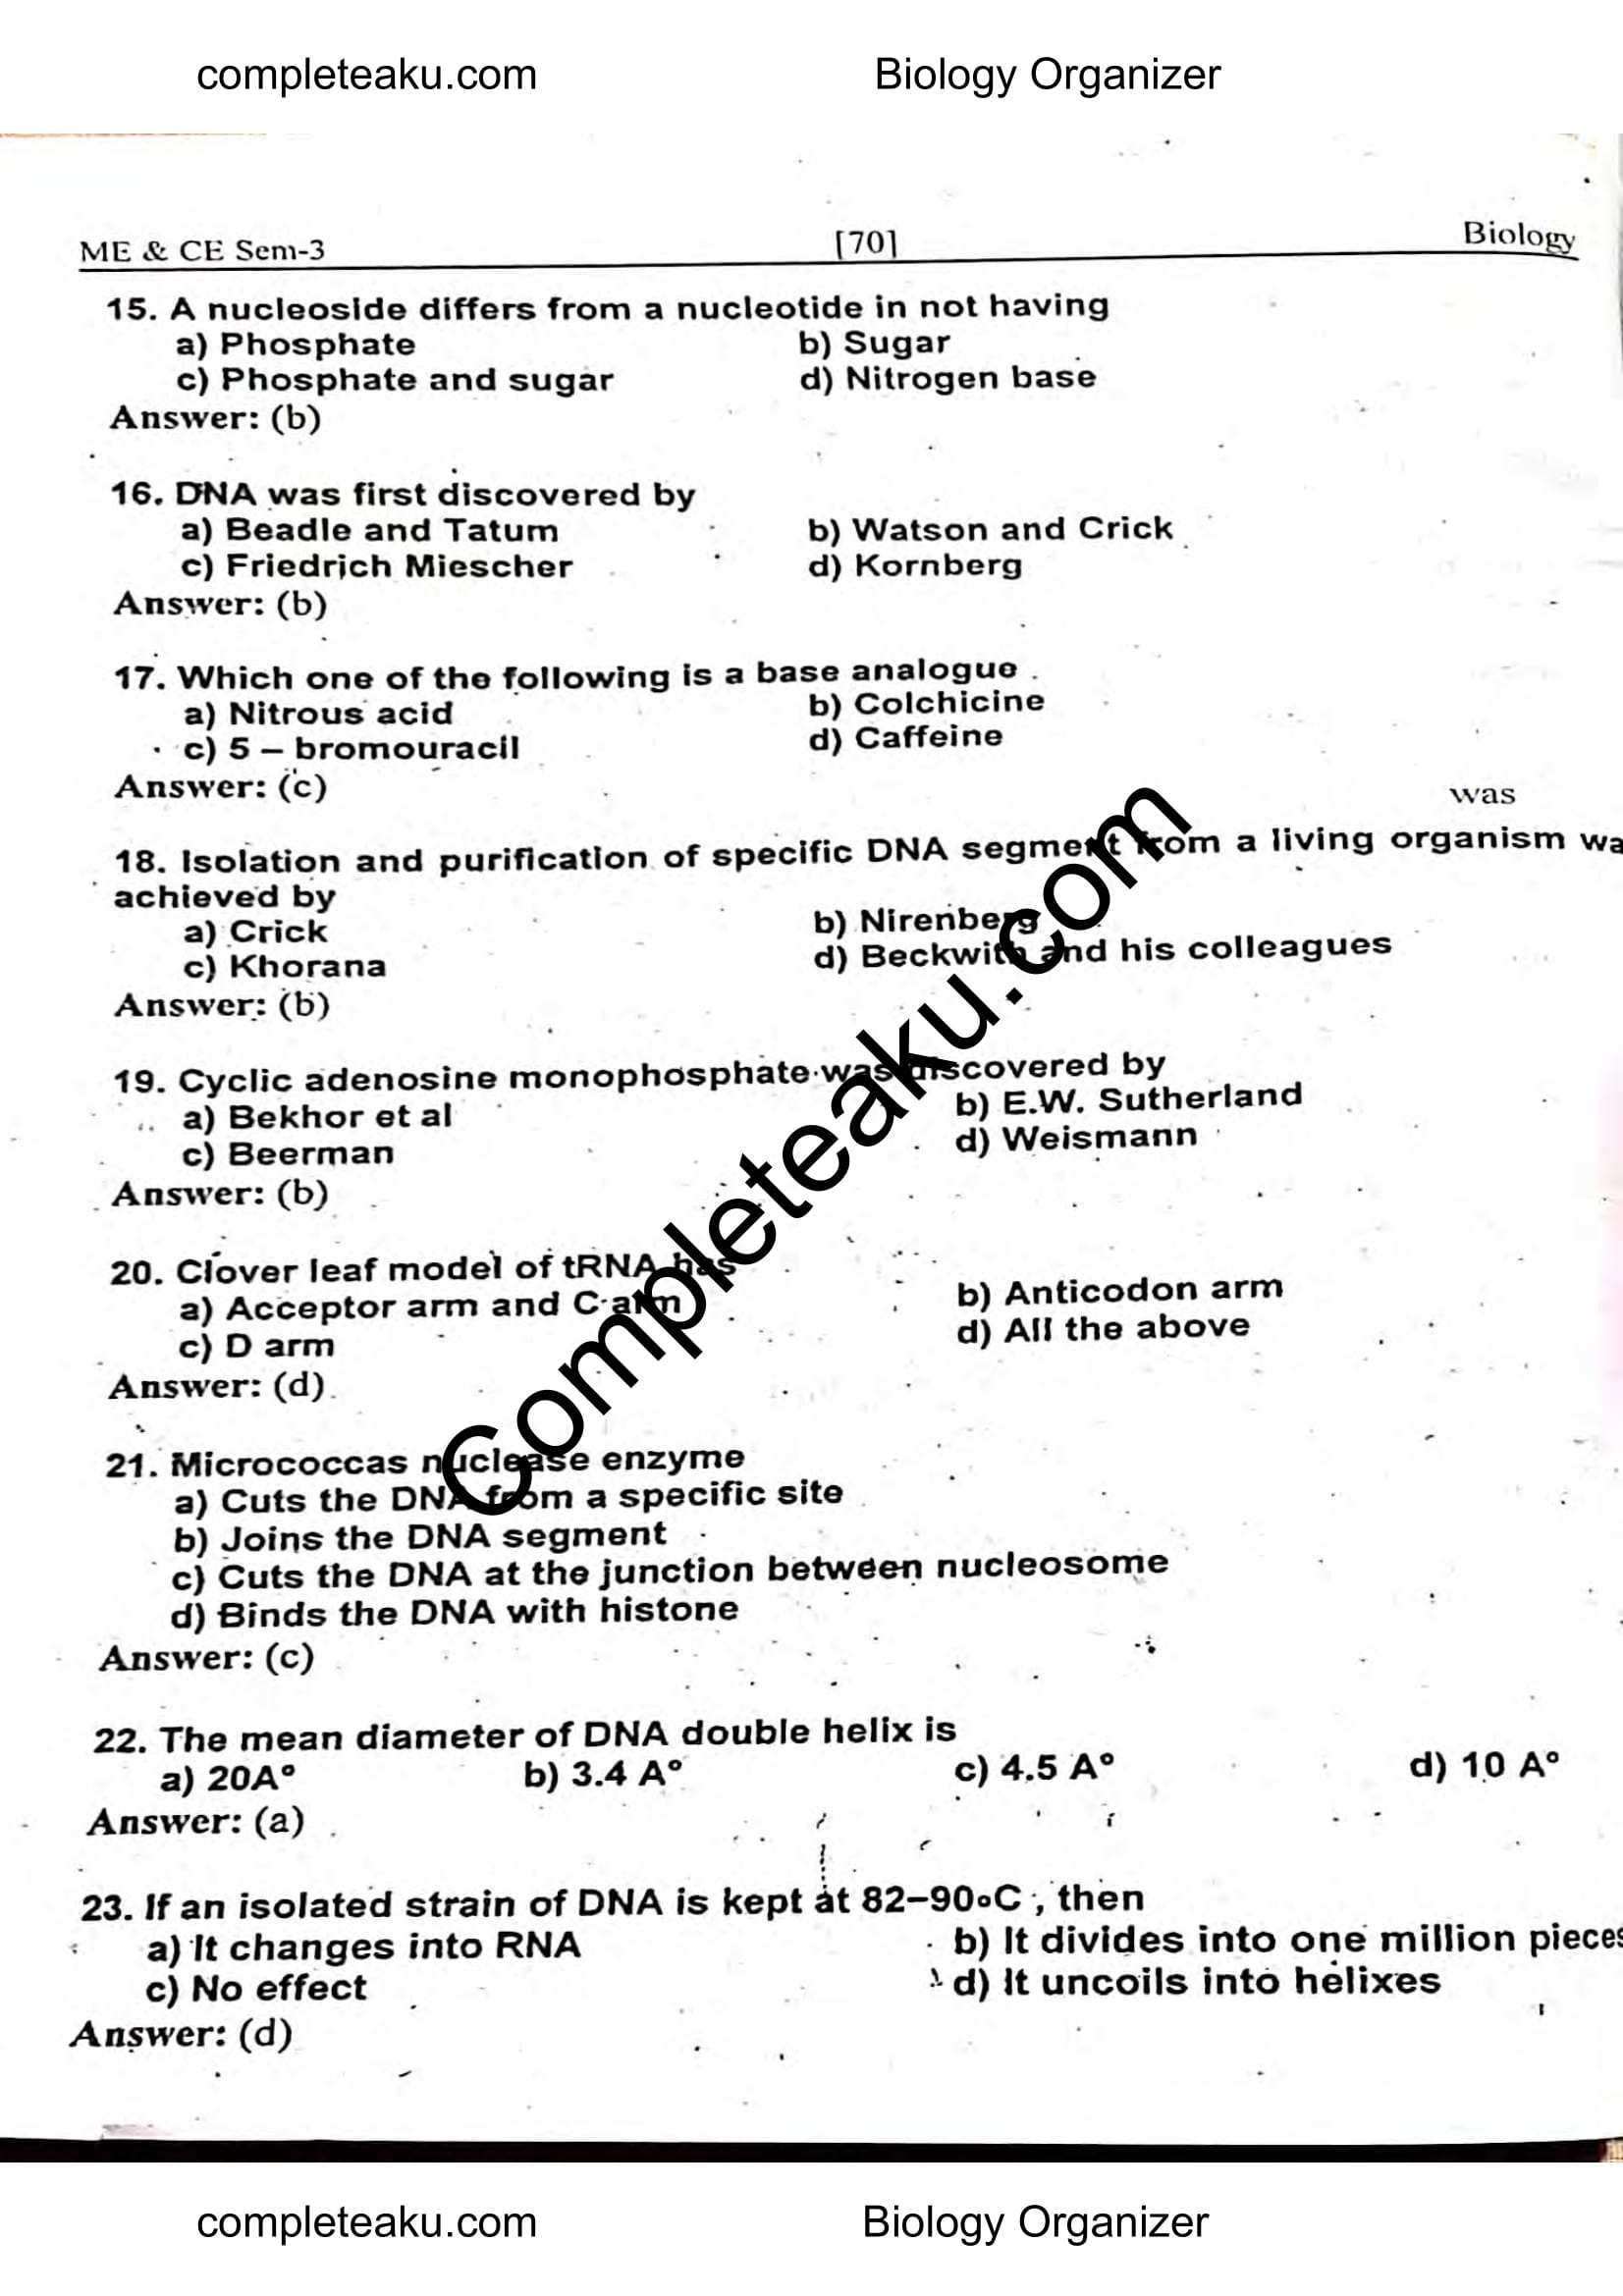 completeaku.com Biology Organizer
ME & CE Sem-3 [70] Biology
15. A nucleoside differs from a nucleotide in not having
a) Phosphate b) Sugar
c) Phosphate and sugar d) Nitrogen base
Answer: (b)
16. DNA was first discovered by
a) Beadle and Tatum b) Watson and Crick
c) Friedrich Miescher d) Kornberg
Answer: (b)
17. Which one of the following is a base analogue
a) Nitrous acid b) Colchicine
c) 5 – bromouracil d) Caffeine
Answer: (c)
was
18. Isolation and purification of specific DNA segment from a living organism wa
achieved by
a) Crick b) Nirenberg
c) Khorana d) Beckwith and his colleagues
Answer: (b)
19. Cyclic adenosine monophosphate was discovered by
a) Bekhor et al b) E.W. Sutherland
c) Beerman d) Weismann
Answer: (b)
20. Clover leaf model of tRNA has
a) Acceptor arm and C arm b) Anticodon arm
c) D arm d) All the above
Answer: (d)
21. Micrococcas nuclease enzyme
a) Cuts the DNA from a specific site
b) Joins the DNA segment
c) Cuts the DNA at the junction between nucleosome
d) Binds the DNA with histone
Answer: (c)
22. The mean diameter of DNA double helix is
a) 20A° b) 3.4 A° c) 4.5 A° d) 10 A°
Answer: (a)
23. If an isolated strain of DNA is kept at 82–90∘C , then
a) It changes into RNA b) It divides into one million pieces
c) No effect d) It uncoils into helixes
Answer: (d)
Completeaku.com
completeaku.com Biology Organizer